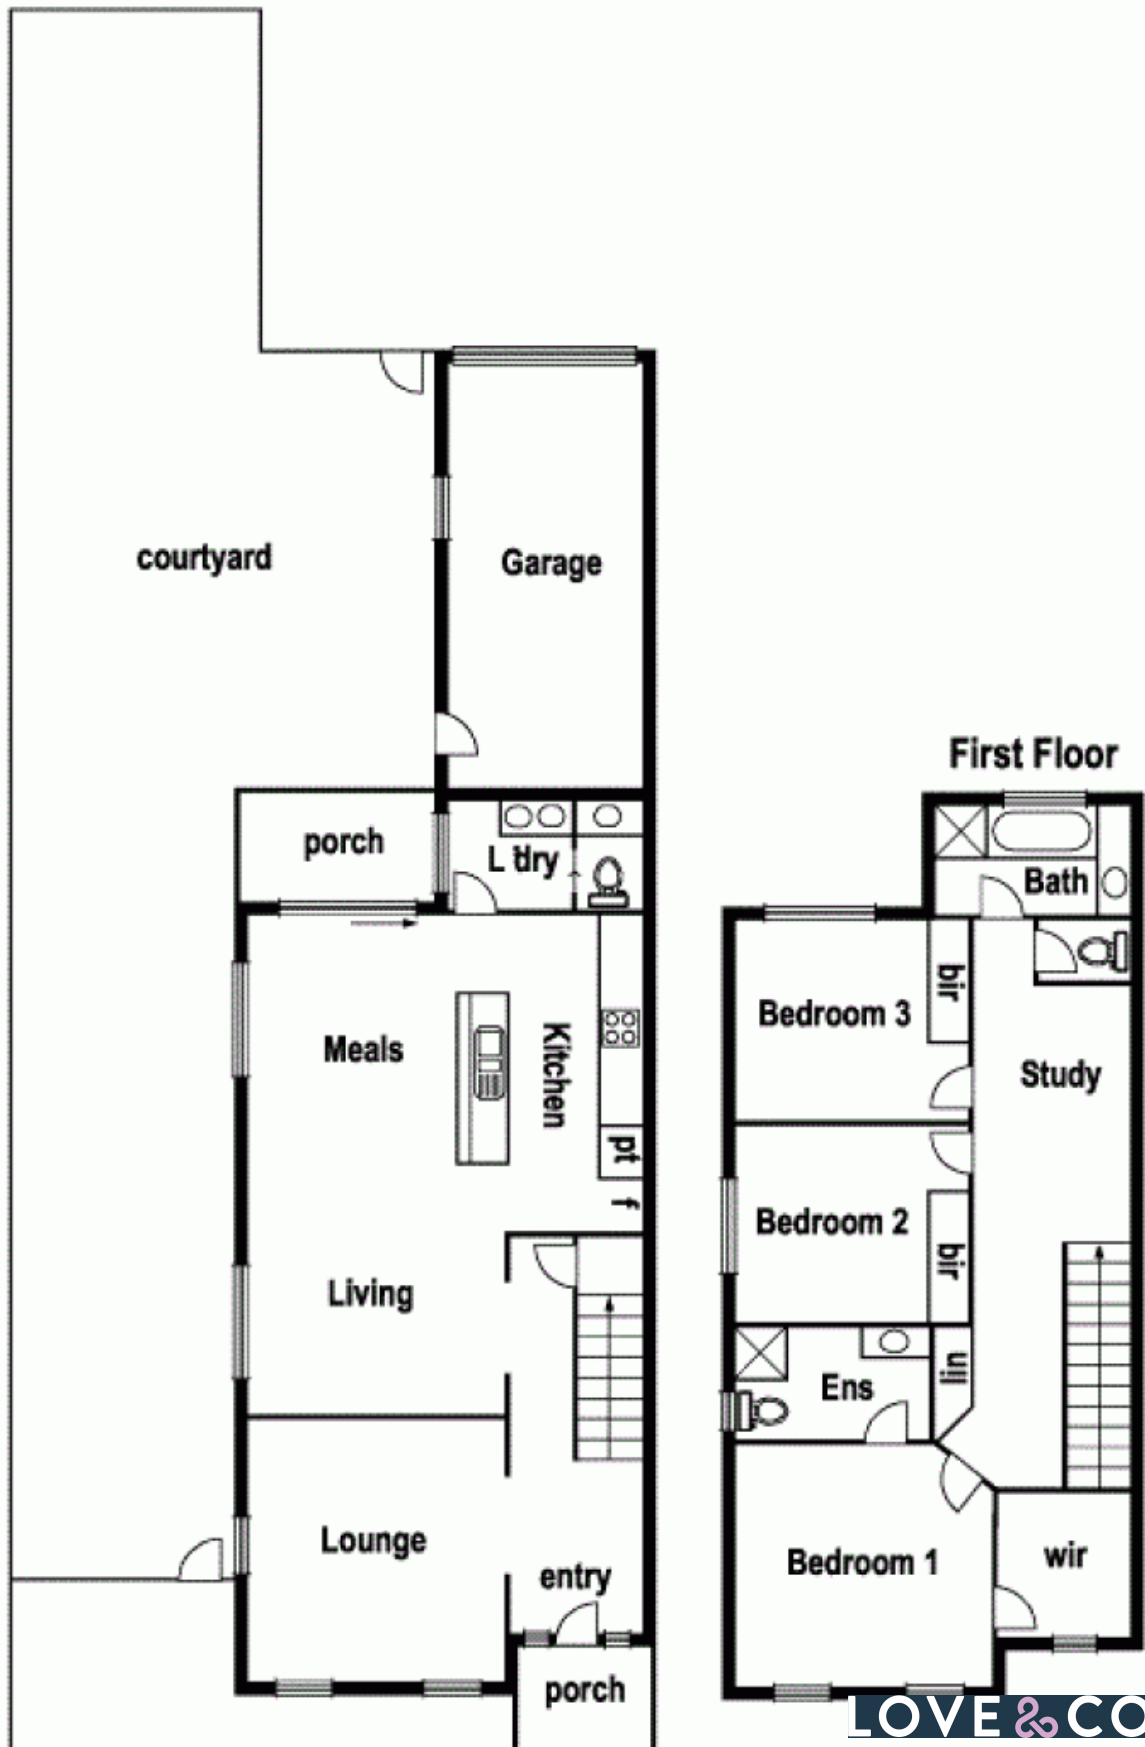 courtyard
Garage
porch
L'dry
Meals
Kitchen
pt
f
Living
Lounge
entry
porch
First Floor
Bath
bir
Bedroom 3
Study
Bedroom 2
bir
Ens
lin
Bedroom 1
wir
LOVE & CO